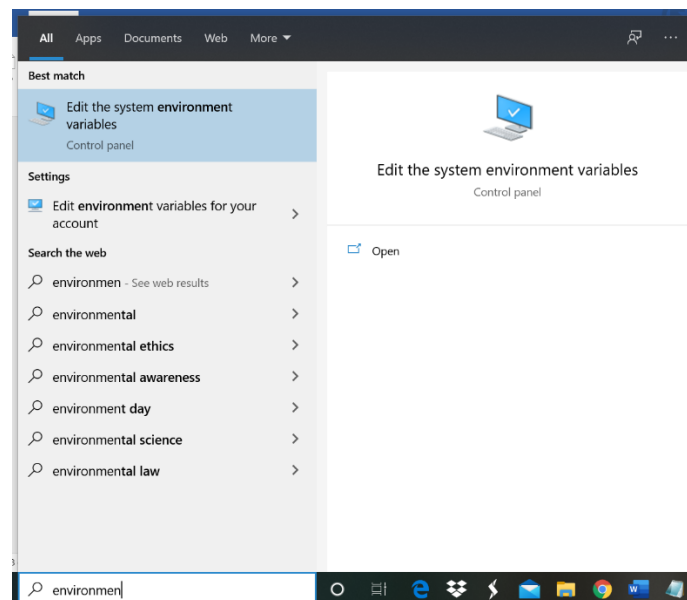 All Apps Documents Web More
Best match
Edit the system environment
variables
Control panel
Settings
Edit environment variables for your
account
Search the web
environmen - See web results
environmental
environmental ethics
environmental awareness
environment day
environmental science
environmental law
Edit the system environment variables
Control panel
Open
environmen